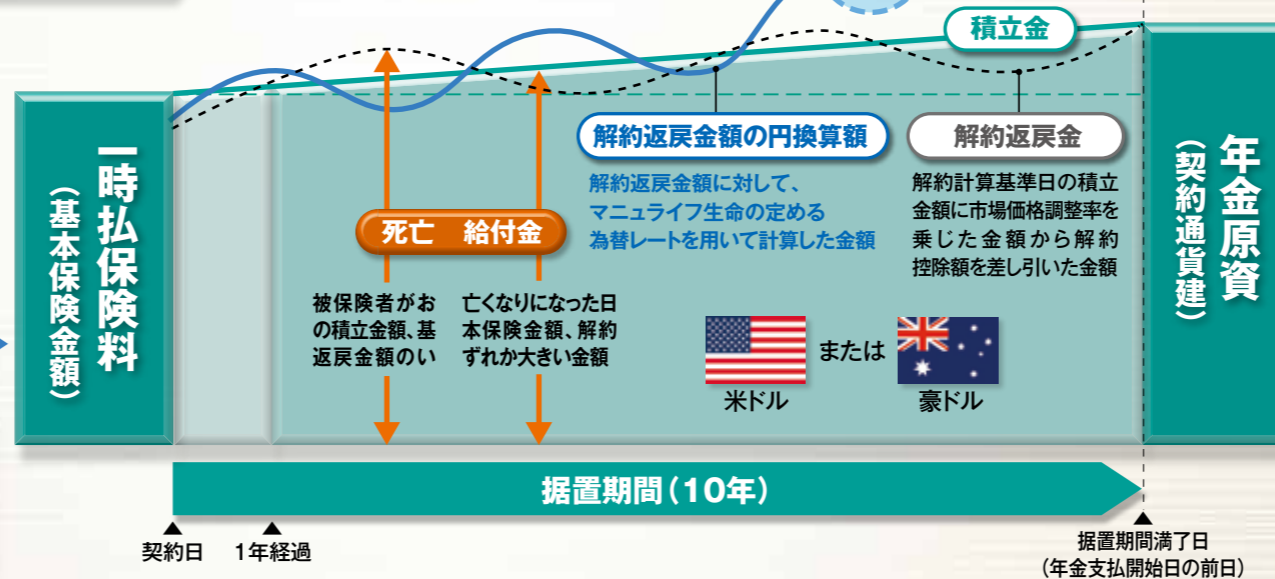 積立金
一時払保険料
（基本保険金額）
解約返戻金額の円換算額
解約返戻金額に対して、
マニュライフ生命の定める
為替レートを用いて計算した金額
解約返戻金
解約計算基準日の積立
金額に市場価格調整率を
乗じた金額から解約
控除額を差し引いた金額
死亡 給付金
被保険者がお 亡くなりになった日
の積立金額、基 本保険金額、解約
返戻金額のい ずれか大きい金額
米ドル
または
豪ドル
年金原資
（契約通貨建）
据置期間（10年）
契約日
1年経過
据置期間満了日
（年金支払開始日の前日）